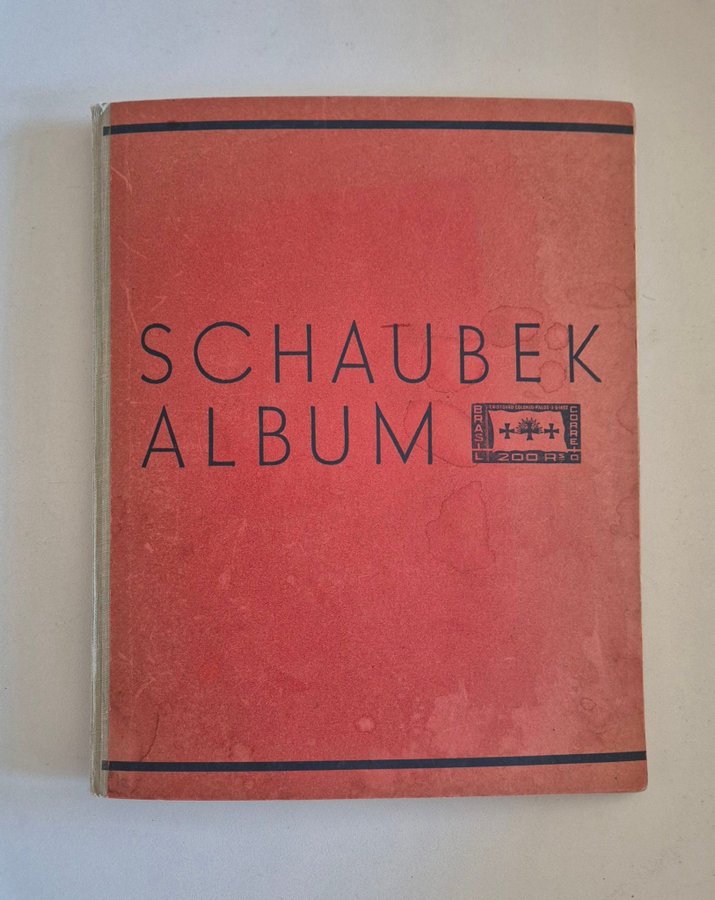 SCHAUBEK
ALBUM
BRASIL
CORREIO
200 RS